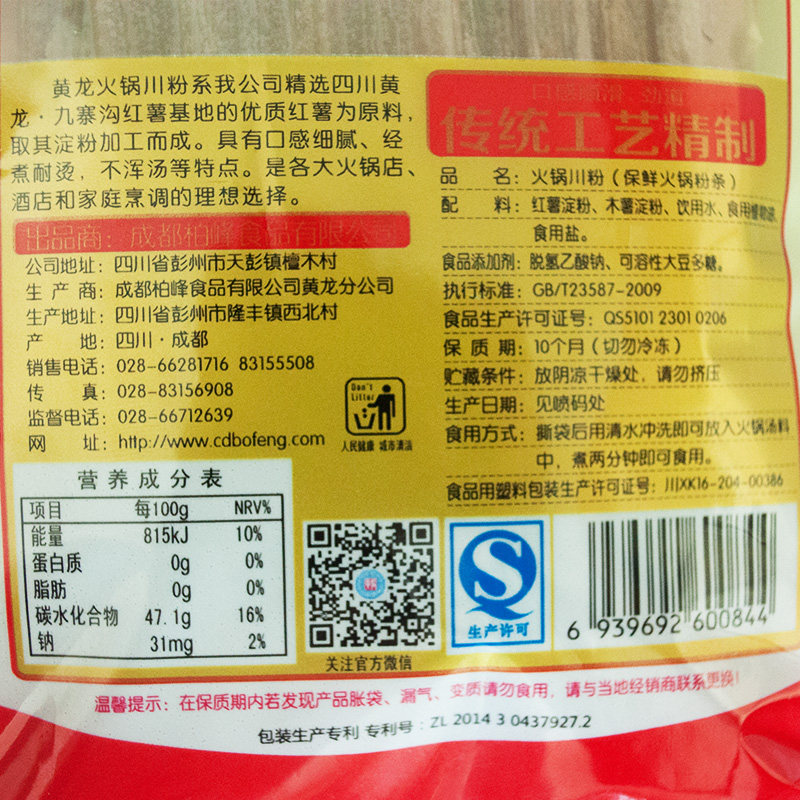 黄龙火锅川粉系我公司精选四川黄
龙·九寨沟红薯基地的优质红薯为原料,
取其淀粉加工而成。具有口感细腻、经
煮耐烫,不浑汤等特点。是各大火锅店、
酒店和家庭烹调的理想选择。
出品商:成都柏峰食品有限公司
公司地址:四川省彭州市天彭镇檀木村
生产商:成都柏峰食品有限公司黄龙分公司
生产地址:四川省彭州市隆丰镇西北村
产地:四川·成都
销售电话:028-66281716 83155508
传真:028-83156908
监督电话:028-66712639
网址:http://www.cdbofeng.com
Don't
Litter
人民健康 城市清洁
传统工艺精制
品名:火锅川粉(保鲜火锅粉条)
配料:红薯淀粉、木薯淀粉、饮用水、食用
食用盐。
食品添加剂:脱氢乙酸钠、可溶性大豆多糖。
执行标准:GB/T23587-2009
食品生产许可证号:QS5101 2301 0206
保质期:10个月(切勿冷冻)
贮藏条件:放阴凉干燥处,请勿挤压
生产日期:见喷码处
食用方式:撕袋后用清水冲洗即可放入火锅汤料
中,煮两分钟即可食用。
食品用塑料包装生产许可证号:川XK16-204-00386
营养成分表
项目 每100g NRV%
能量 815kJ 10%
蛋白质 0g 0%
脂肪 0g 0%
碳水化合物 47.1g 16%
钠 31mg 2%
关注官方微信
生产许可
6 939692 600844
温馨提示:在保质期内若发现产品胀袋、漏气、变质请勿食用,请与当地经销商联系更换!
包装生产专利 专利号:ZL 2014 3 0437927.2